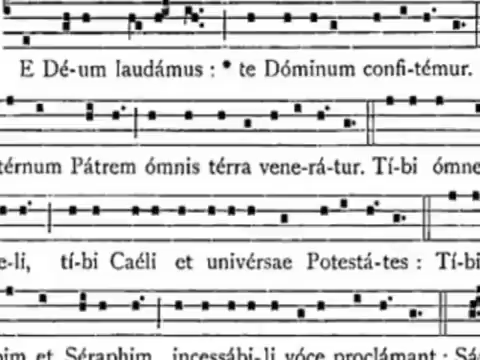 E Dé-um laudámus : * te Dóminum confi-témur.
térnum Pátrem ómnis térra vene-rá-tur. Tí-bi ómne
e-li, tí-bi Caéli et univérsae Potestá-tes : Tí-bi
bim et Séraphim incessábi-li vóce proclámant : Sá